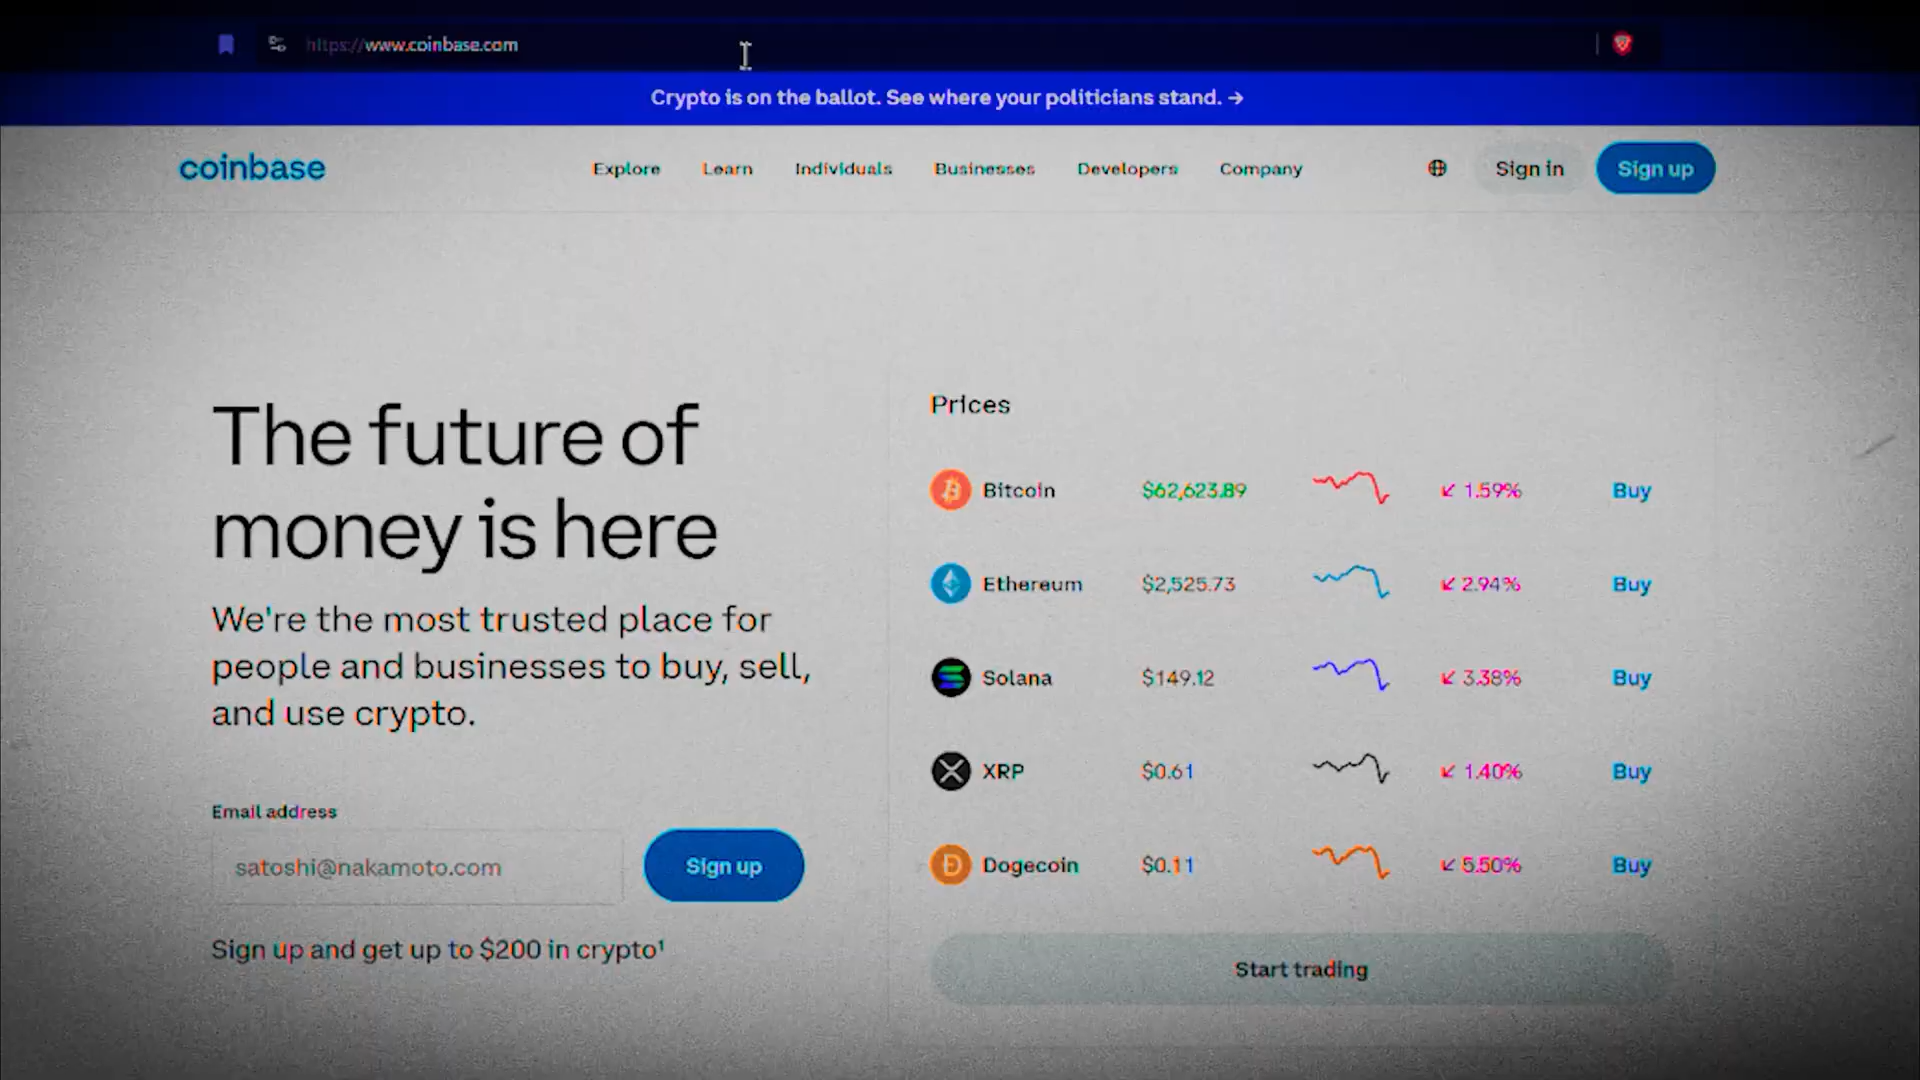 https://www.coinbase.com
Crypto is on the ballot. See where your politicians stand. →
coinbase
Explore Learn Individuals Businesses Developers Company Sign in Sign up
The future of
money is here
We're the most trusted place for
people and businesses to buy, sell,
and use crypto.
Email address
satoshi@nakamoto.com Sign up
Sign up and get up to $200 in crypto¹
Prices
Bitcoin $62,623.89 ↙ 1.59% Buy
Ethereum $2,525.73 ↙ 2.94% Buy
Solana $149.12 ↙ 3.38% Buy
XRP $0.61 ↙ 1.40% Buy
Dogecoin $0.11 ↙ 5.50% Buy
Start trading